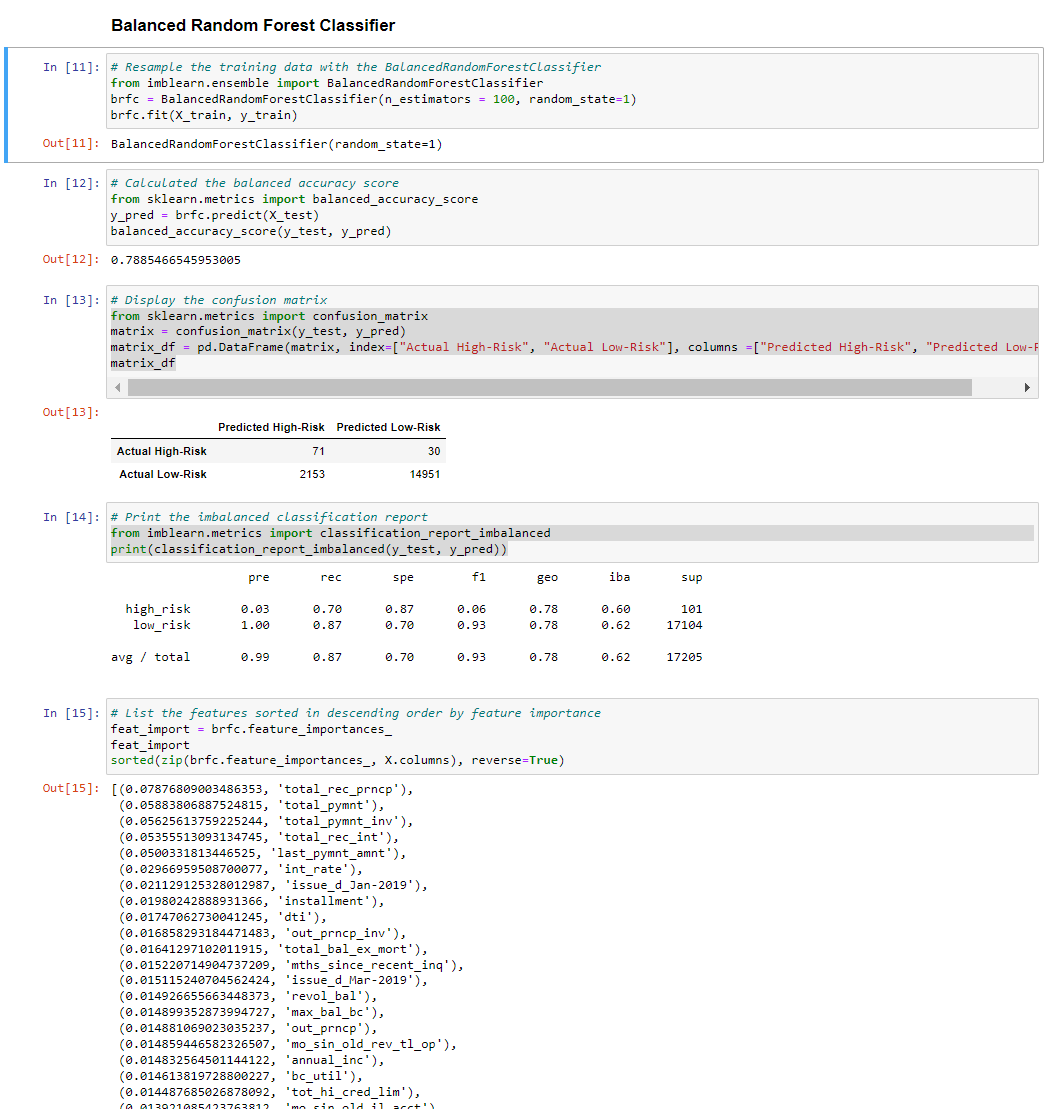 Balanced Random Forest Classifier
In [11]: # Resample the training data with the BalancedRandomForestClassifier
from imblearn.ensemble import BalancedRandomForestClassifier
brfc = BalancedRandomForestClassifier(n_estimators = 100, random_state=1)
brfc.fit(X_train, y_train)
Out[11]: BalancedRandomForestClassifier(random_state=1)
In [12]: # Calculated the balanced accuracy score
from sklearn.metrics import balanced_accuracy_score
y_pred = brfc.predict(X_test)
balanced_accuracy_score(y_test, y_pred)
Out[12]: 0.7885466545953005
In [13]: # Display the confusion matrix
from sklearn.metrics import confusion_matrix
matrix = confusion_matrix(y_test, y_pred)
matrix_df = pd.DataFrame(matrix, index=["Actual High-Risk", "Actual Low-Risk"], columns =["Predicted High-Risk", "Predicted Low-R
matrix_df
Out[13]:
Predicted High-Risk Predicted Low-Risk
Actual High-Risk 71 30
Actual Low-Risk 2153 14951
In [14]: # Print the imbalanced classification report
from imblearn.metrics import classification_report_imbalanced
print(classification_report_imbalanced(y_test, y_pred))
pre rec spe f1 geo iba sup
high_risk 0.03 0.70 0.87 0.06 0.78 0.60 101
low_risk 1.00 0.87 0.70 0.93 0.78 0.62 17104
avg / total 0.99 0.87 0.70 0.93 0.78 0.62 17205
In [15]: # List the features sorted in descending order by feature importance
feat_import = brfc.feature_importances_
feat_import
sorted(zip(brfc.feature_importances_, X.columns), reverse=True)
Out[15]: [(0.07876809003486353, 'total_rec_prncp'),
(0.05883806887524815, 'total_pymnt'),
(0.05625613759225244, 'total_pymnt_inv'),
(0.05355513093134745, 'total_rec_int'),
(0.0500331813446525, 'last_pymnt_amnt'),
(0.02966959508700077, 'int_rate'),
(0.021129125328012987, 'issue_d_Jan-2019'),
(0.01980242888931366, 'installment'),
(0.01747062730041245, 'dti'),
(0.016858293184471483, 'out_prncp_inv'),
(0.01641297102011915, 'total_bal_ex_mort'),
(0.015220714904737209, 'mths_since_recent_inq'),
(0.015115240704562424, 'issue_d_Mar-2019'),
(0.014926655663448373, 'revol_bal'),
(0.014899352873994727, 'max_bal_bc'),
(0.014881069023035237, 'out_prncp'),
(0.014859446582326507, 'mo_sin_old_rev_tl_op'),
(0.014832564501144122, 'annual_inc'),
(0.014613819728800227, 'bc_util'),
(0.014487685026878092, 'tot_hi_cred_lim'),
(0.013921085423763812, 'mo_sin_old_il_acct')